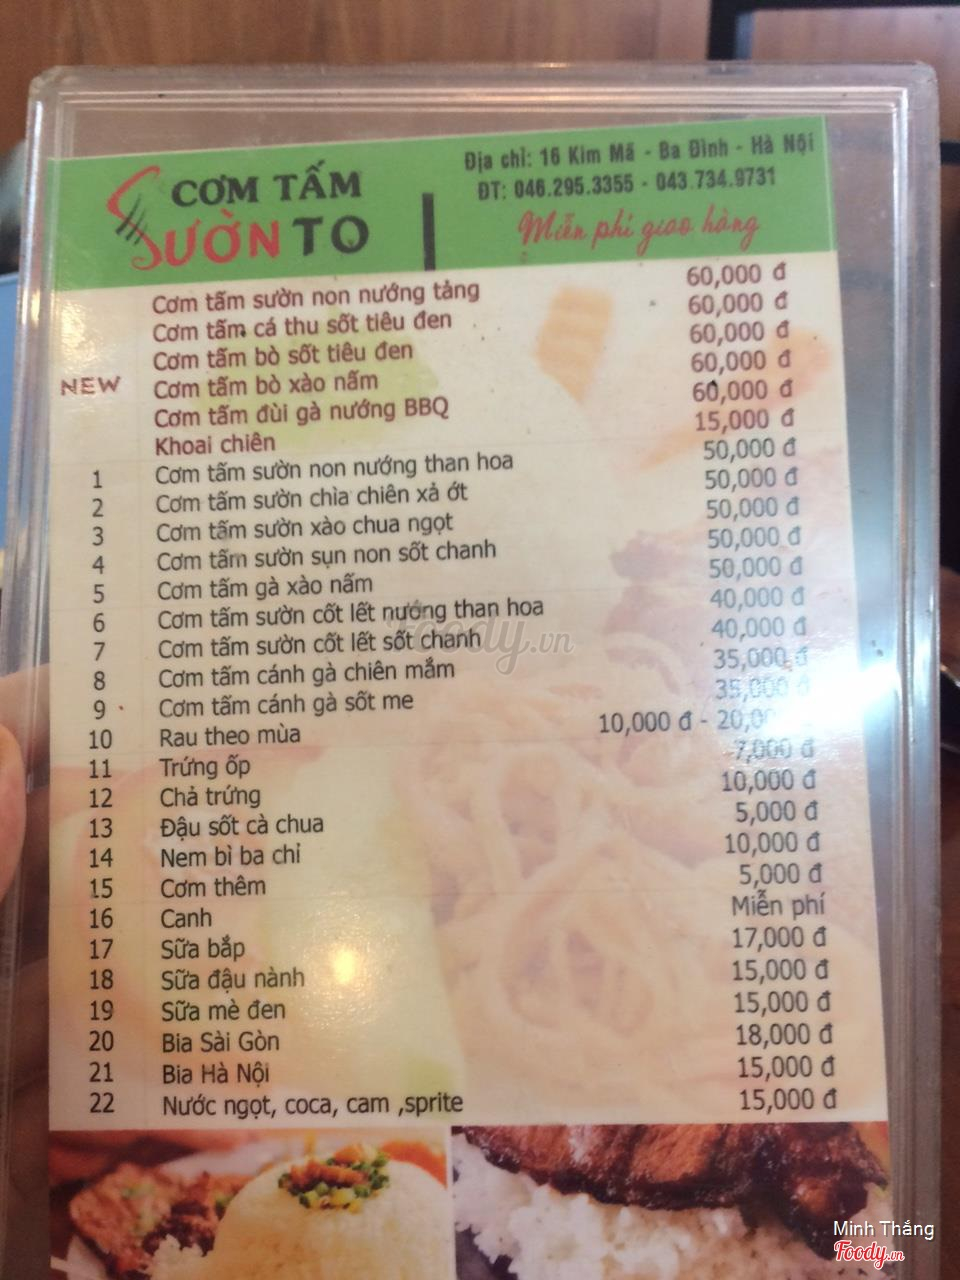 CƠM TẤM
SƯỜN TO
Địa chỉ: 16 Kim Mã - Ba Đình - Hà Nội
ĐT: 046.295.3355 - 043.734.9731
Miễn phí giao hàng
Cơm tấm sườn non nướng tảng 60,000 đ
Cơm tấm cá thu sốt tiêu đen 60,000 đ
Cơm tấm bò sốt tiêu đen 60,000 đ
NEW Cơm tấm bò xào nấm 60,000 đ
Cơm tấm đùi gà nướng BBQ 60,000 đ
Khoai chiên 15,000 đ
1 Cơm tấm sườn non nướng than hoa 50,000 đ
2 Cơm tấm sườn chìa chiên xả ớt 50,000 đ
3 Cơm tấm sườn xào chua ngọt 50,000 đ
4 Cơm tấm sườn sụn non sốt chanh 50,000 đ
5 Cơm tấm gà xào nấm 50,000 đ
6 Cơm tấm sườn cốt lết nướng than hoa 40,000 đ
7 Cơm tấm sườn cốt lết sốt chanh 40,000 đ
8 Cơm tấm cánh gà chiên mắm 35,000 đ
9 Cơm tấm cánh gà sốt me 35,000 đ
10 Rau theo mùa 10,000 đ -
11 Trứng ốp 7,000 đ
12 Chả trứng 10,000 đ
13 Đậu sốt cà chua 5,000 đ
14 Nem bì ba chỉ 10,000 đ
15 Cơm thêm 5,000 đ
16 Canh Miễn phí
17 Sữa bắp 17,000 đ
18 Sữa đậu nành 15,000 đ
19 Sữa mè đen 15,000 đ
20 Bia Sài Gòn 18,000 đ
21 Bia Hà Nội 15,000 đ
22 Nước ngọt, coca, cam ,sprite 15,000 đ
Foody.vn
Minh Thắng
Foody.vn